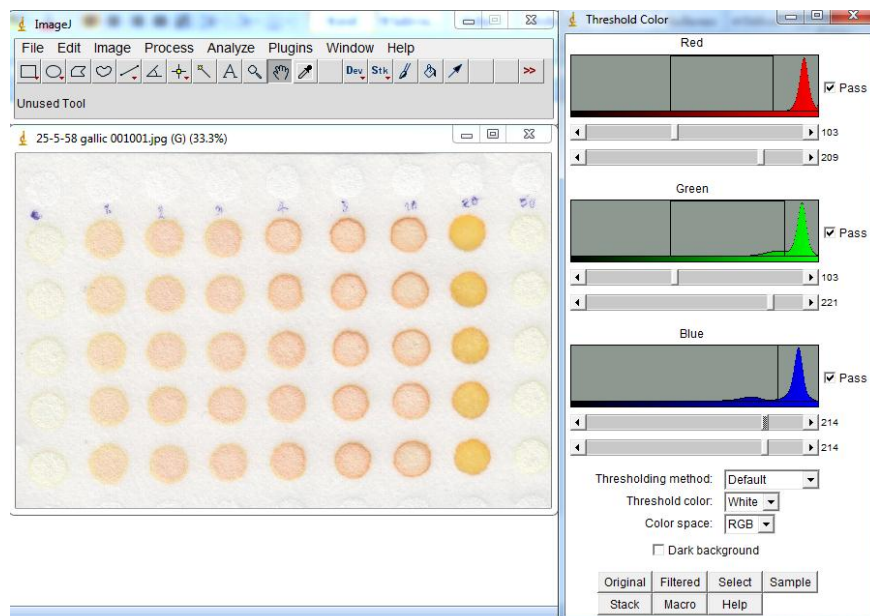 ImageJ
File Edit Image Process Analyze Plugins Window Help
A Dev Stk >>
Unused Tool
25-5-58 gallic 001001.jpg (G) (33.3%)
Threshold Color
Red
Pass
103
209
Green
Pass
103
221
Blue
Pass
214
214
Thresholding method: Default
Threshold color: White
Color space: RGB
Dark background
Original Filtered Select Sample
Stack Macro Help